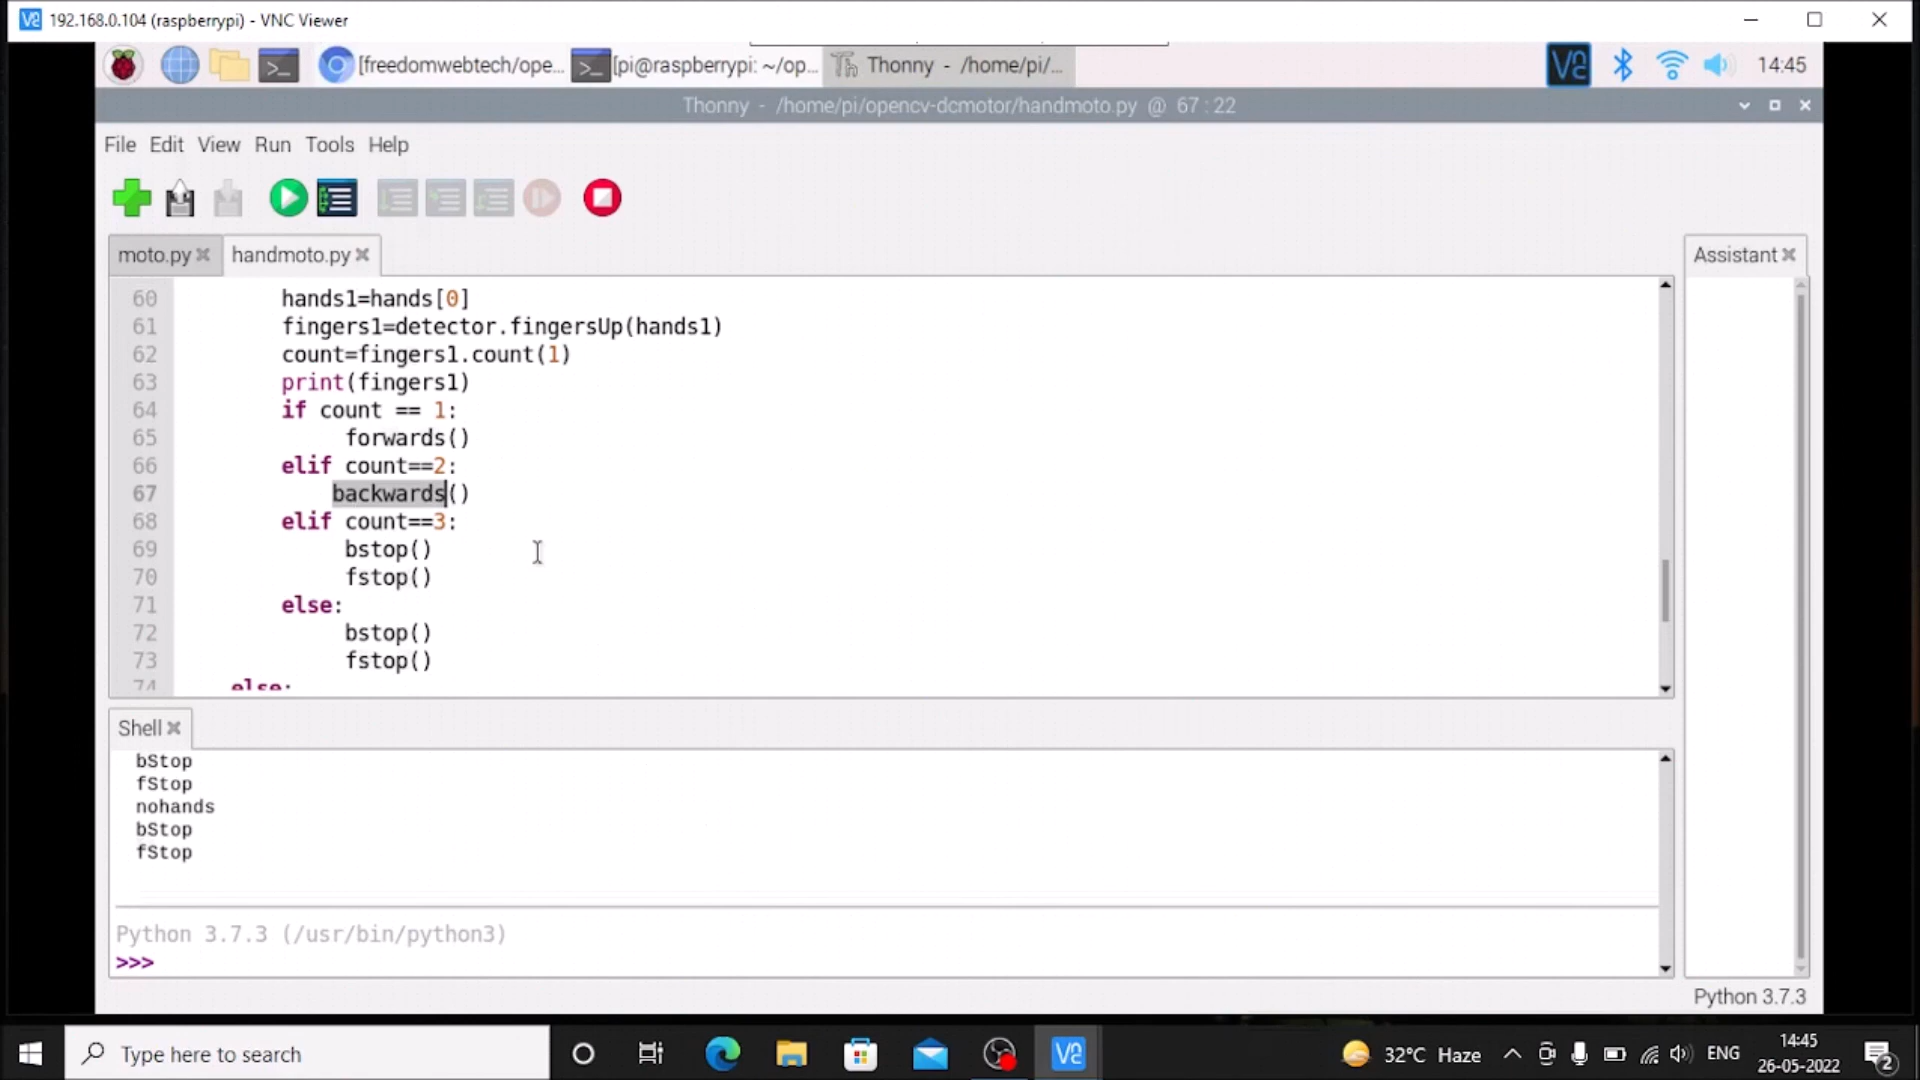 192.168.0.104 (raspberrypi) - VNC Viewer
[freedomwebtech/ope... [pi@raspberrypi: ~/op... Thonny - /home/pi/... 14:45
Thonny - /home/pi/opencv-dcmotor/handmoto.py @ 67 : 22
File Edit View Run Tools Help
moto.py handmoto.py Assistant
60 hands1=hands[0]
61 fingers1=detector.fingersUp(hands1)
62 count=fingers1.count(1)
63 print(fingers1)
64 if count == 1:
65 forwards()
66 elif count==2:
67 backwards()
68 elif count==3:
69 bstop()
70 fstop()
71 else:
72 bstop()
73 fstop()
74 else:
Shell
bStop
fStop
nohands
bStop
fStop
Python 3.7.3 (/usr/bin/python3)
>>>
Python 3.7.3
Type here to search
32°C Haze
ENG
14:45
26-05-2022
2